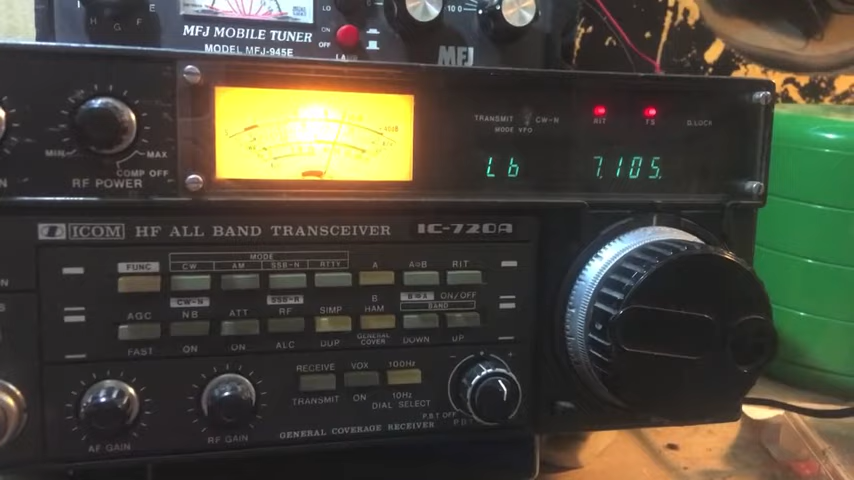 MFJ MOBILE TUNER
MODEL MFJ-945E
ON
OFF
LAMP
MFJ
TRANSMIT CW-N
MODE VFO
RIT
FS
D.LOCK
Lb 7.105.
MIN
MAX
COMP OFF
RF POWER
ICOM HF ALL BAND TRANSCEIVER IC-720A
MODE
FUNC CW AM SSB-N RTTY A A=B RIT
CW-N SSB-R B ON/OFF
AGC NB ATT RF SIMP HAM BAND
FAST ON ON ALC DUP GENERAL COVER DOWN UP
RECEIVE VOX 100Hz
TRANSMIT ON 10Hz
DIAL SELECT
P.B.T OFF
P.B.T
AF GAIN
RF GAIN
GENERAL COVERAGE RECEIVER